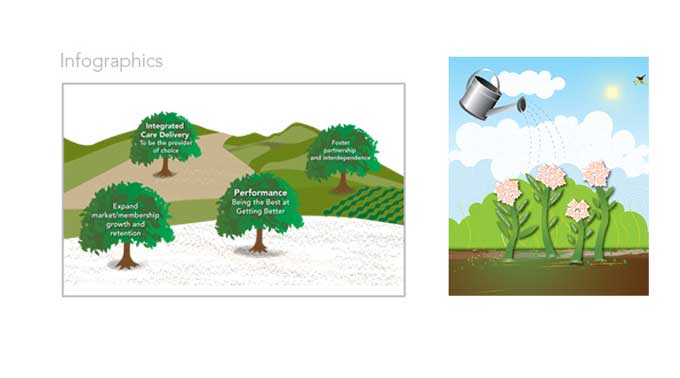 Infographics
Integrated
Care Delivery
To be the provider
of choice
Foster
partnership
and interdependence
Expand
market/membership
growth and
retention
Performance
Being the Best at
Getting Better